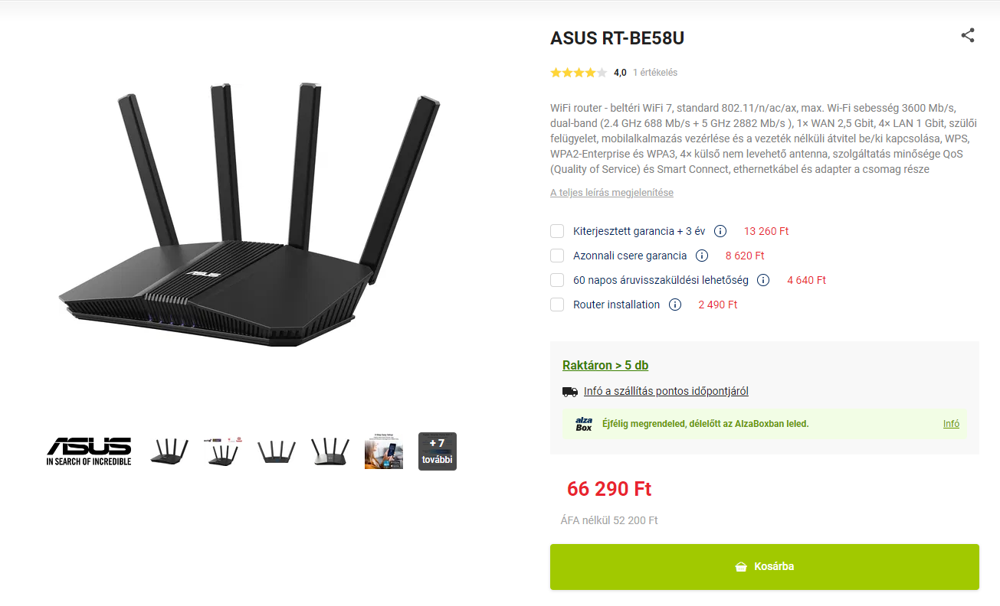 ASUS RT-BE58U
4,0 1 értékelés
WiFi router - beltéri WiFi 7, standard 802.11/n/ac/ax, max. Wi-Fi sebesség 3600 Mb/s,
dual-band (2.4 GHz 688 Mb/s + 5 GHz 2882 Mb/s ), 1× WAN 2,5 Gbit, 4× LAN 1 Gbit, szülői
felügyelet, mobilalkalmazás vezérlése és a vezeték nélküli átvitel be/ki kapcsolása, WPS,
WPA2-Enterprise és WPA3, 4× külső nem levehető antenna, szolgáltatás minősége QoS
(Quality of Service) és Smart Connect, ethernetkábel és adapter a csomag része
A teljes leírás megjelenítése
Kiterjesztett garancia + 3 év 13 260 Ft
Azonnali csere garancia 8 620 Ft
60 napos áruvisszaküldési lehetőség 4 640 Ft
Router installation 2 490 Ft
Raktáron > 5 db
Infó a szállítás pontos időpontjáról
alza Box Éjfélig megrendeled, délelőtt az AlzaBoxban leled. Infó
66 290 Ft
ÁFA nélkül 52 200 Ft
Kosárba
ASUS
ASUS
IN SEARCH OF INCREDIBLE
+ 7
további